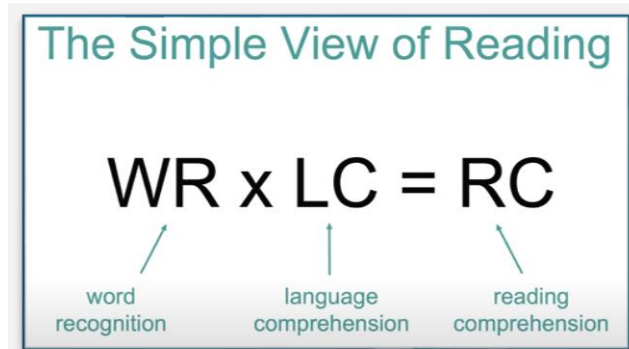 The Simple View of Reading
WR x LC = RC
word recognition
language comprehension
reading comprehension